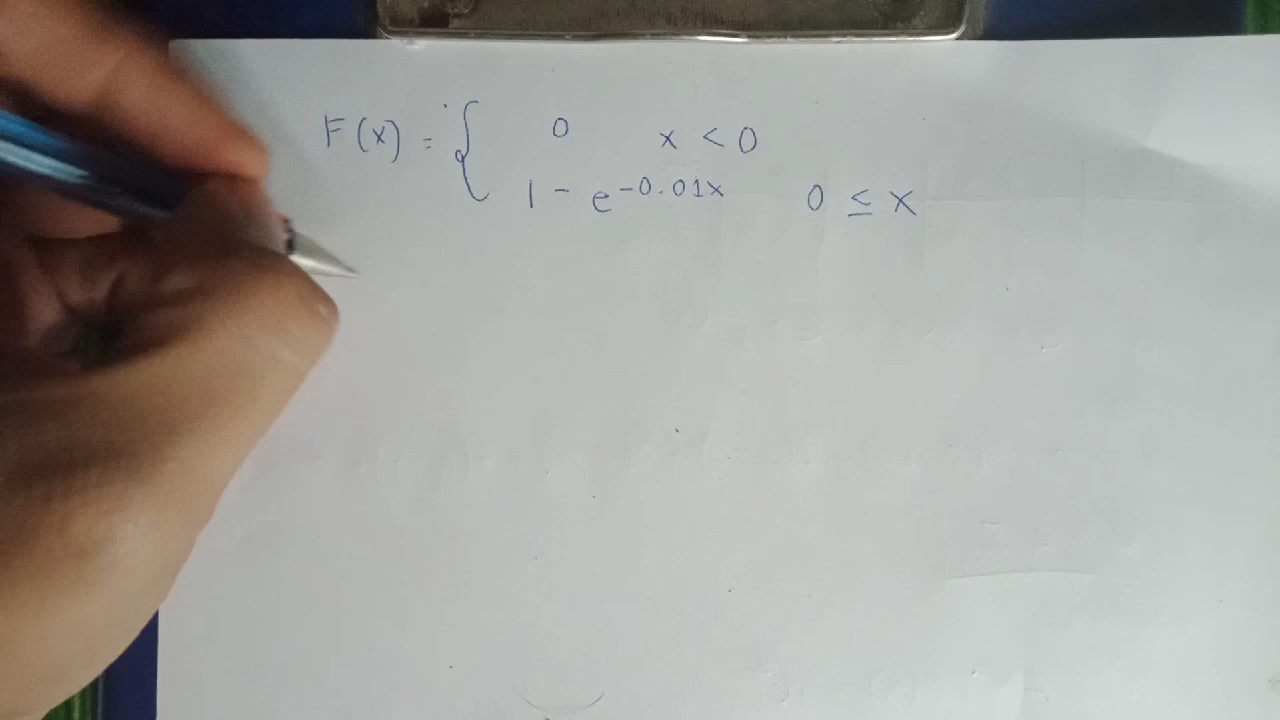 F(x) = { 0 x < 0
1 - e^-0.01x 0 ≤ x